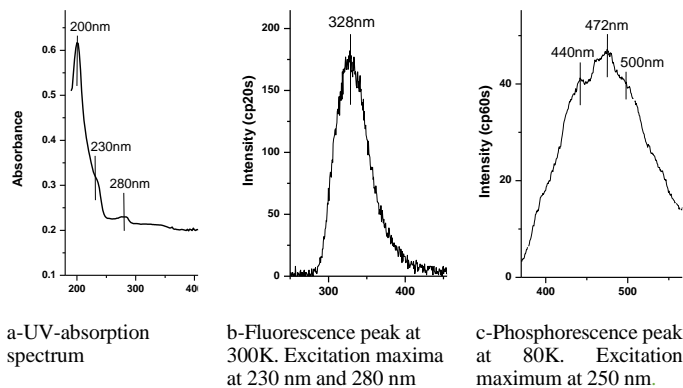 200nm
0.6
0.5
0.4
0.3
0.2
0.1
230nm
280nm
Absorbance
200 300
328nm
200
150
100
50
0
Intensity (cp20s)
300 400
472nm
440nm
500nm
40
20
0
Intensity (cp60s)
400 500
a-UV-absorption
spectrum
b-Fluorescence peak at
300K. Excitation maxima
at 230 nm and 280 nm
c-Phosphorescence peak
at 80K. Excitation
maximum at 250 nm.